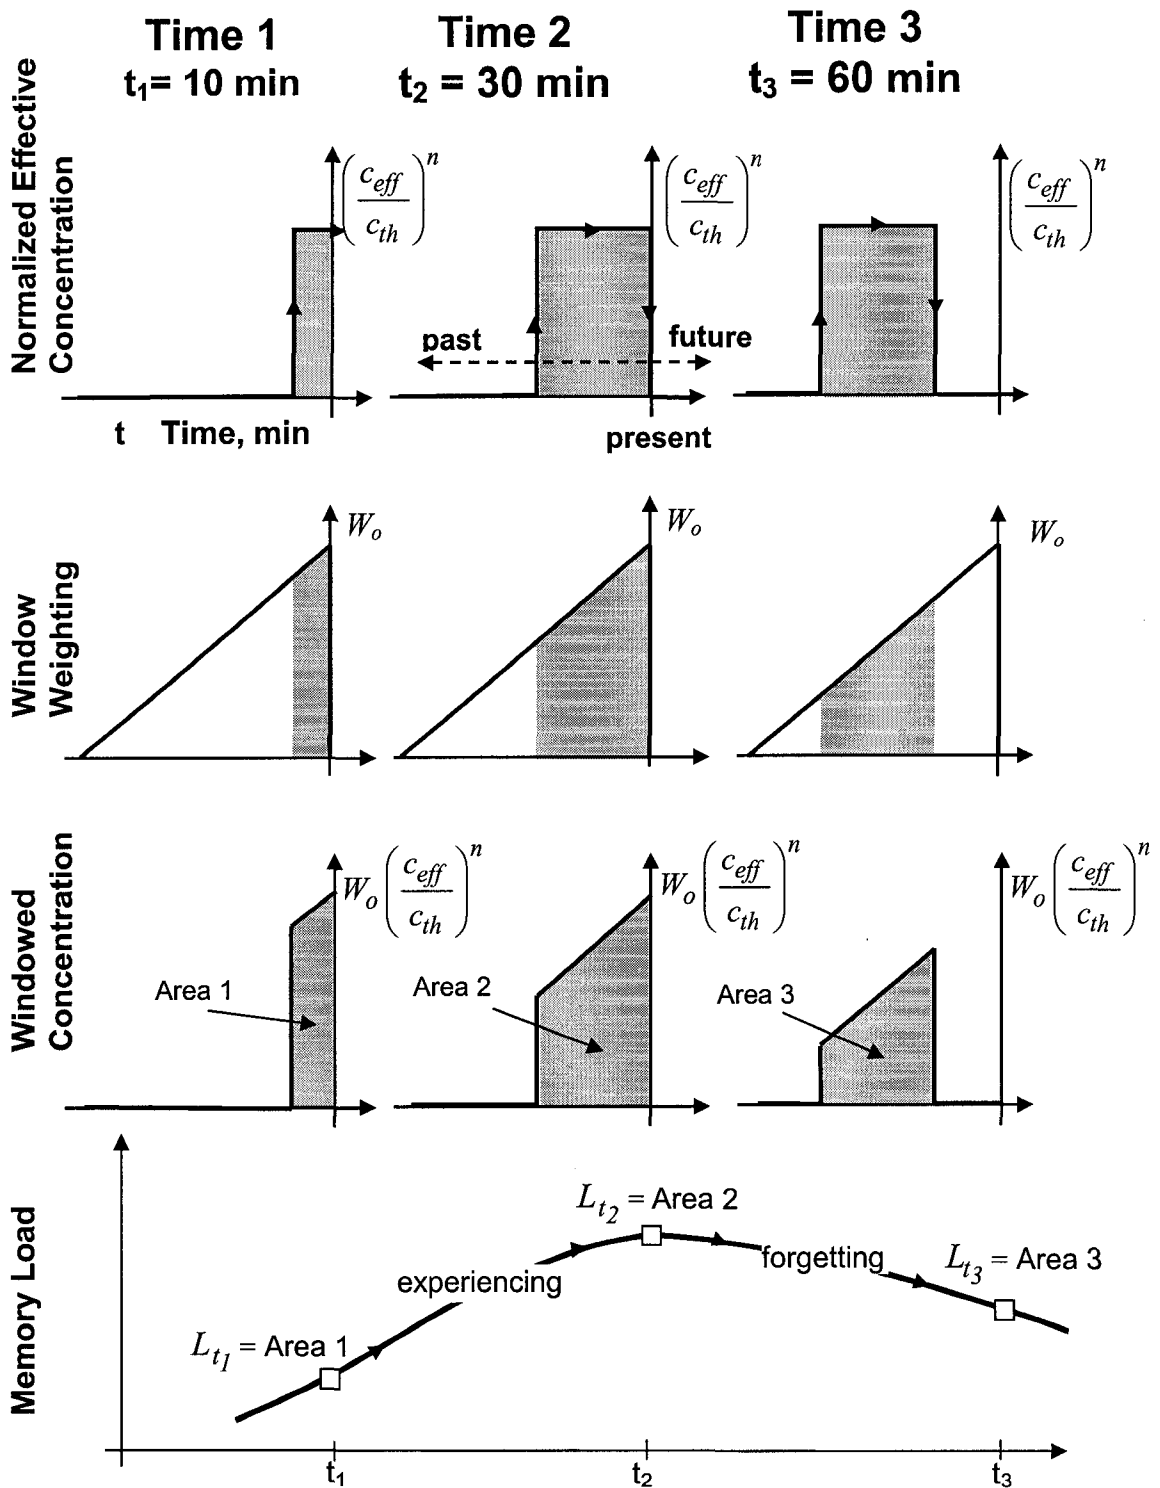 Time 1
t1= 10 min
Time 2
t2 = 30 min
Time 3
t3 = 60 min
Normalized Effective
Concentration
(ceff/cth)^n
(ceff/cth)^n
(ceff/cth)^n
past
future
t Time, min
present
Window
Weighting
Wo
Wo
Wo
Windowed
Concentration
Wo (ceff/cth)^n
Wo (ceff/cth)^n
Wo (ceff/cth)^n
Area 1
Area 2
Area 3
Memory Load
Lt1 = Area 1
experiencing
Lt2 = Area 2
forgetting
Lt3 = Area 3
t1
t2
t3